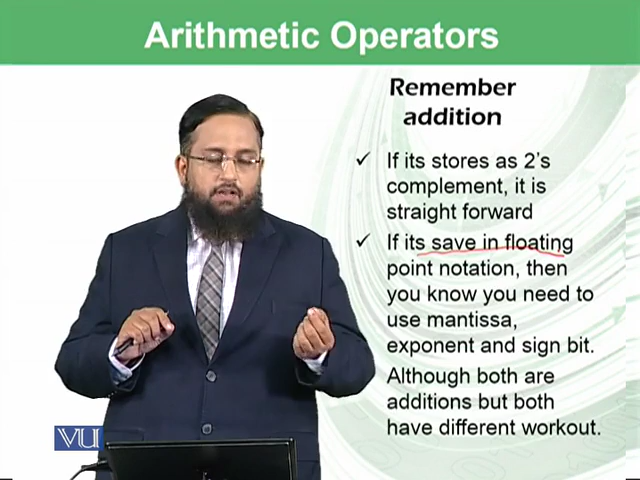 Arithmetic Operators
Remember
addition
✓ If its stores as 2's
complement, it is
straight forward
✓ If its save in floating
point notation, then
you know you need to
use mantissa,
exponent and sign bit.
Although both are
additions but both
have different workout.
VU